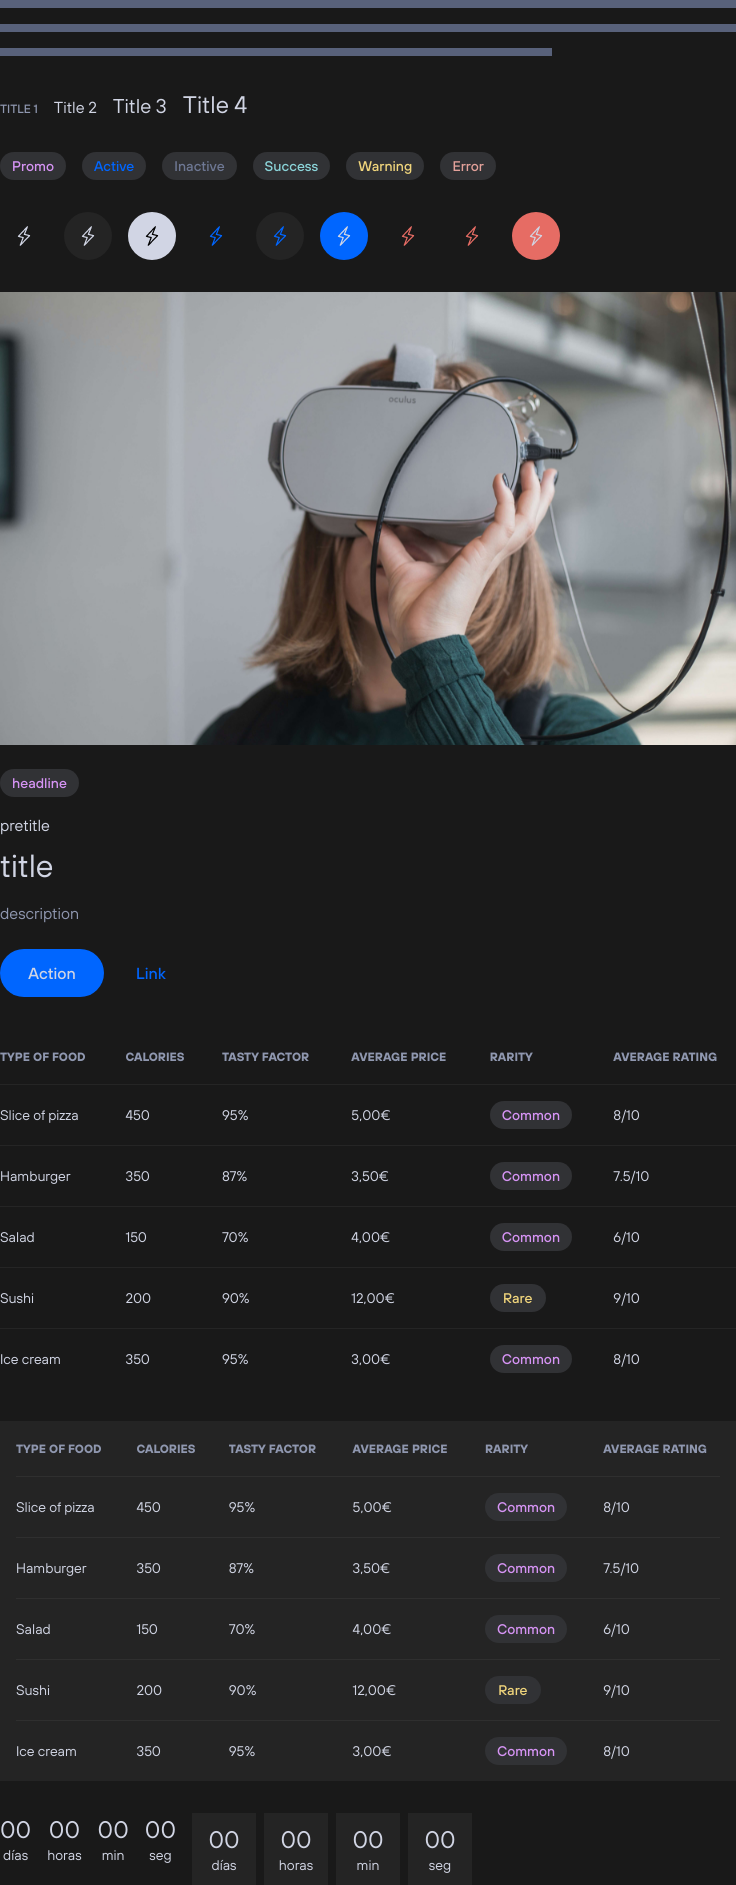 TITLE 1 Title 2 Title 3 Title 4
Promo Active Inactive Success Warning Error
oculus
headline
pretitle
title
description
Action Link
TYPE OF FOOD CALORIES TASTY FACTOR AVERAGE PRICE RARITY AVERAGE RATING
Slice of pizza 450 95% 5,00€ Common 8/10
Hamburger 350 87% 3,50€ Common 7.5/10
Salad 150 70% 4,00€ Common 6/10
Sushi 200 90% 12,00€ Rare 9/10
Ice cream 350 95% 3,00€ Common 8/10
TYPE OF FOOD CALORIES TASTY FACTOR AVERAGE PRICE RARITY AVERAGE RATING
Slice of pizza 450 95% 5,00€ Common 8/10
Hamburger 350 87% 3,50€ Common 7.5/10
Salad 150 70% 4,00€ Common 6/10
Sushi 200 90% 12,00€ Rare 9/10
Ice cream 350 95% 3,00€ Common 8/10
00 00 00 00 00 00 00 00
días horas min seg días horas min seg